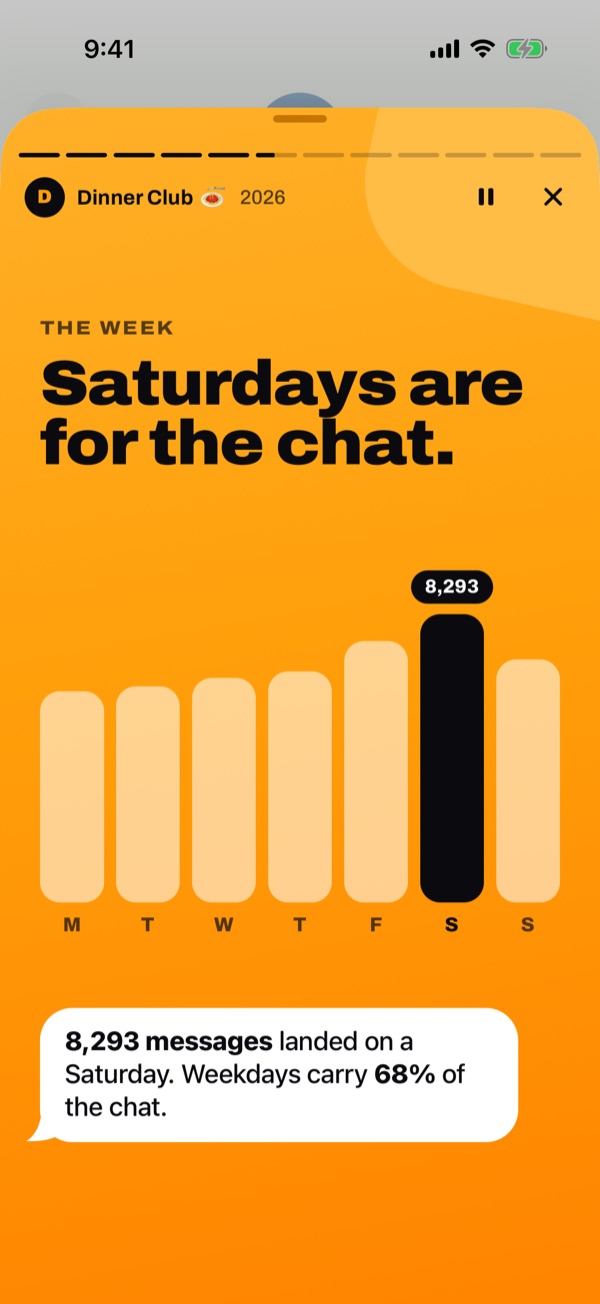 9:41
D Dinner Club 🍝 2026
THE WEEK
Saturdays are
for the chat.
8,293
M T W T F S S
8,293 messages landed on a
Saturday. Weekdays carry 68% of
the chat.